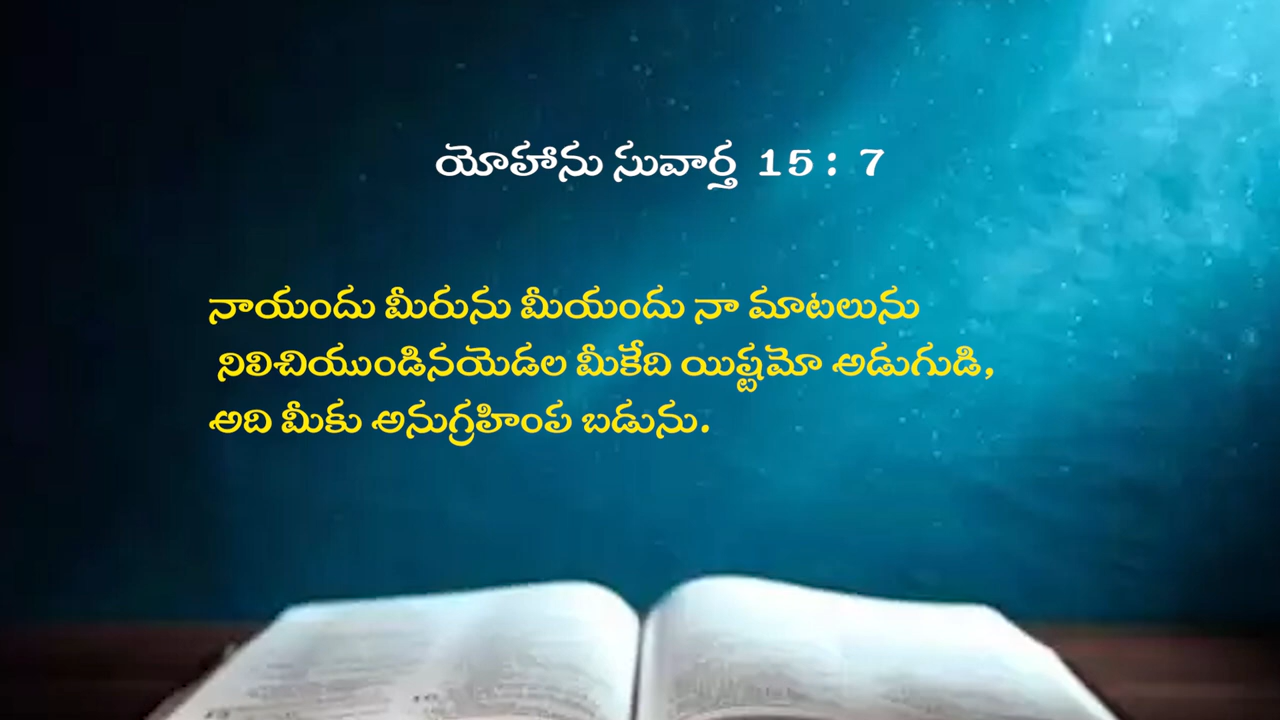 యోహాను సువార్త 15 : 7
నాయందు మీరును మీయందు నా మాటలును
నిలిచియుండినయెడల మీకేది యిష్టమో అడుగుడి,
అది మీకు అనుగ్రహింప బడును.